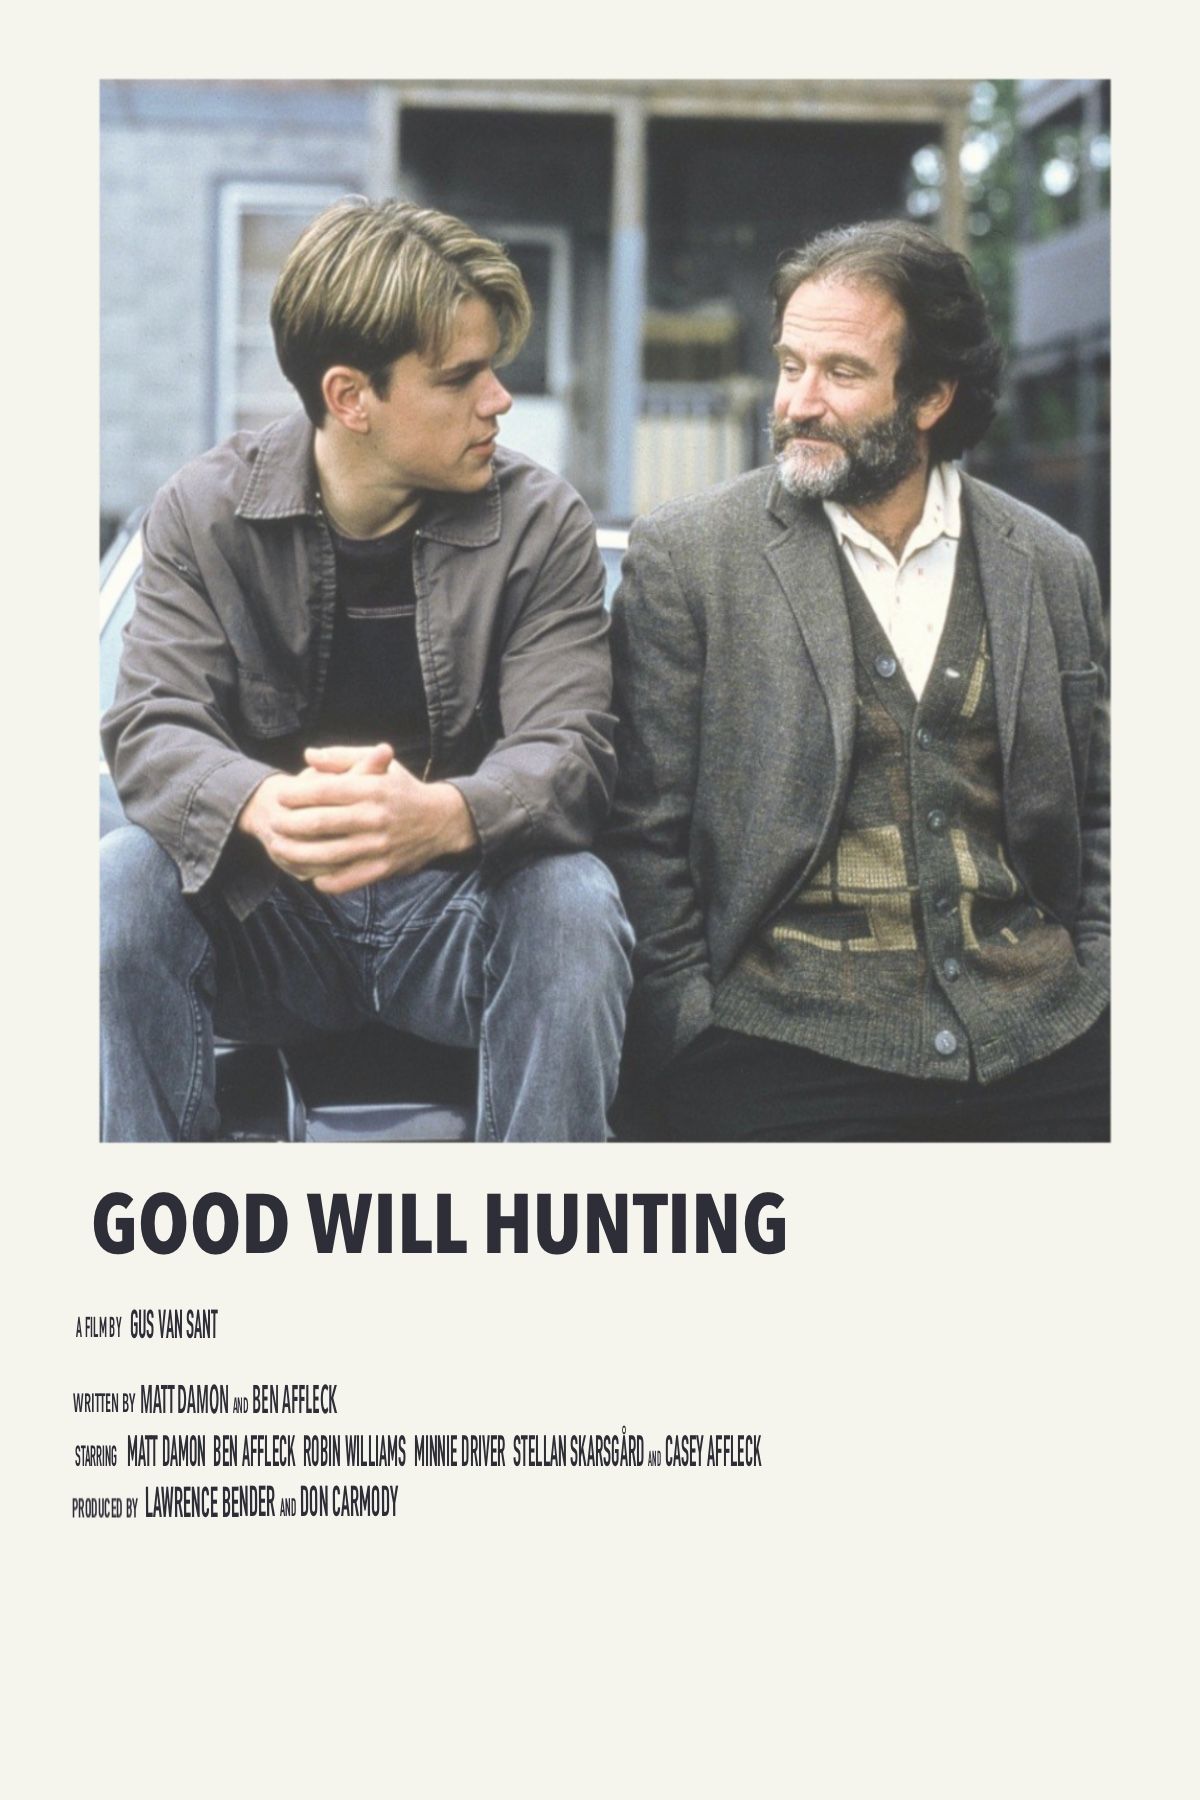 GOOD WILL HUNTING
A FILM BY GUS VAN SANT
WRITTEN BY MATT DAMON AND BEN AFFLECK
STARRING MATT DAMON BEN AFFLECK ROBIN WILLIAMS MINNIE DRIVER STELLAN SKARSGÅRD AND CASEY AFFLECK
PRODUCED BY LAWRENCE BENDER AND DON CARMODY